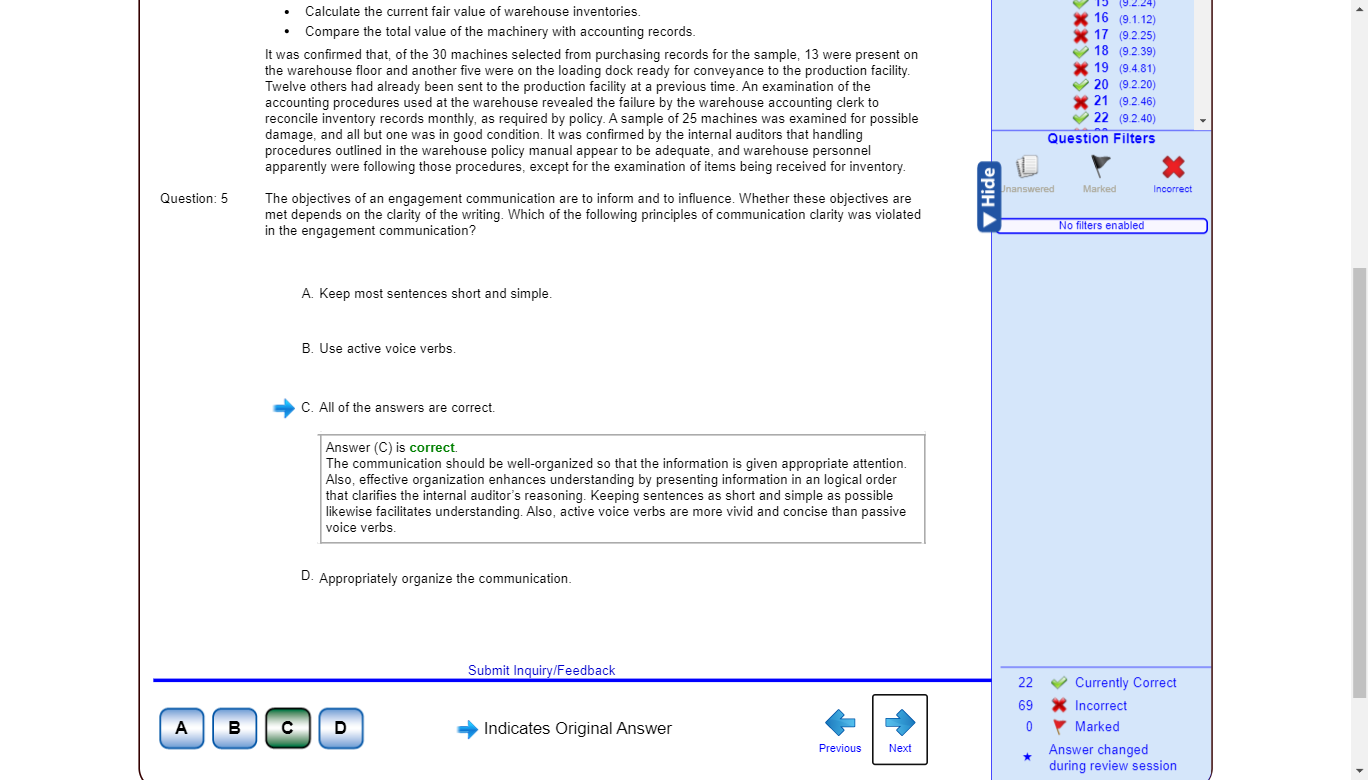 • Calculate the current fair value of warehouse inventories.
• Compare the total value of the machinery with accounting records.
It was confirmed that, of the 30 machines selected from purchasing records for the sample, 13 were present on
the warehouse floor and another five were on the loading dock ready for conveyance to the production facility.
Twelve others had already been sent to the production facility at a previous time. An examination of the
accounting procedures used at the warehouse revealed the failure by the warehouse accounting clerk to
reconcile inventory records monthly, as required by policy. A sample of 25 machines was examined for possible
damage, and all but one was in good condition. It was confirmed by the internal auditors that handling
procedures outlined in the warehouse policy manual appear to be adequate, and warehouse personnel
apparently were following those procedures, except for the examination of items being received for inventory.
Question: 5
The objectives of an engagement communication are to inform and to influence. Whether these objectives are
met depends on the clarity of the writing. Which of the following principles of communication clarity was violated
in the engagement communication?
A. Keep most sentences short and simple.
B. Use active voice verbs.
C. All of the answers are correct.
Answer (C) is correct.
The communication should be well-organized so that the information is given appropriate attention.
Also, effective organization enhances understanding by presenting information in an logical order
that clarifies the internal auditor's reasoning. Keeping sentences as short and simple as possible
likewise facilitates understanding. Also, active voice verbs are more vivid and concise than passive
voice verbs.
D. Appropriately organize the communication.
Submit Inquiry/Feedback
A B C D
Indicates Original Answer
Previous
Next
15 (9.2.24)
16 (9.1.12)
17 (9.2.25)
18 (9.2.39)
19 (9.4.81)
20 (9.2.20)
21 (9.2.46)
22 (9.2.40)
Question Filters
Hide
Unanswered
Marked
Incorrect
No filters enabled
22 Currently Correct
69 Incorrect
0 Marked
Answer changed
during review session